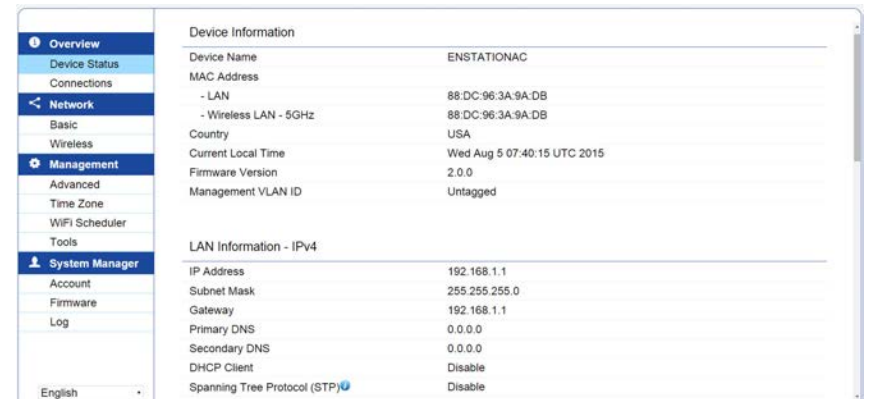 Overview
Device Status
Connections
Network
Basic
Wireless
Management
Advanced
Time Zone
WiFi Scheduler
Tools
System Manager
Account
Firmware
Log
English
Device Information
Device Name ENSTATIONAC
MAC Address
- LAN 88:DC:96:3A:9A:DB
- Wireless LAN - 5GHz 88:DC:96:3A:9A:DB
Country USA
Current Local Time Wed Aug 5 07:40:15 UTC 2015
Firmware Version 2.0.0
Management VLAN ID Untagged
LAN Information - IPv4
IP Address 192.168.1.1
Subnet Mask 255.255.255.0
Gateway 192.168.1.1
Primary DNS 0.0.0.0
Secondary DNS 0.0.0.0
DHCP Client Disable
Spanning Tree Protocol (STP) Disable